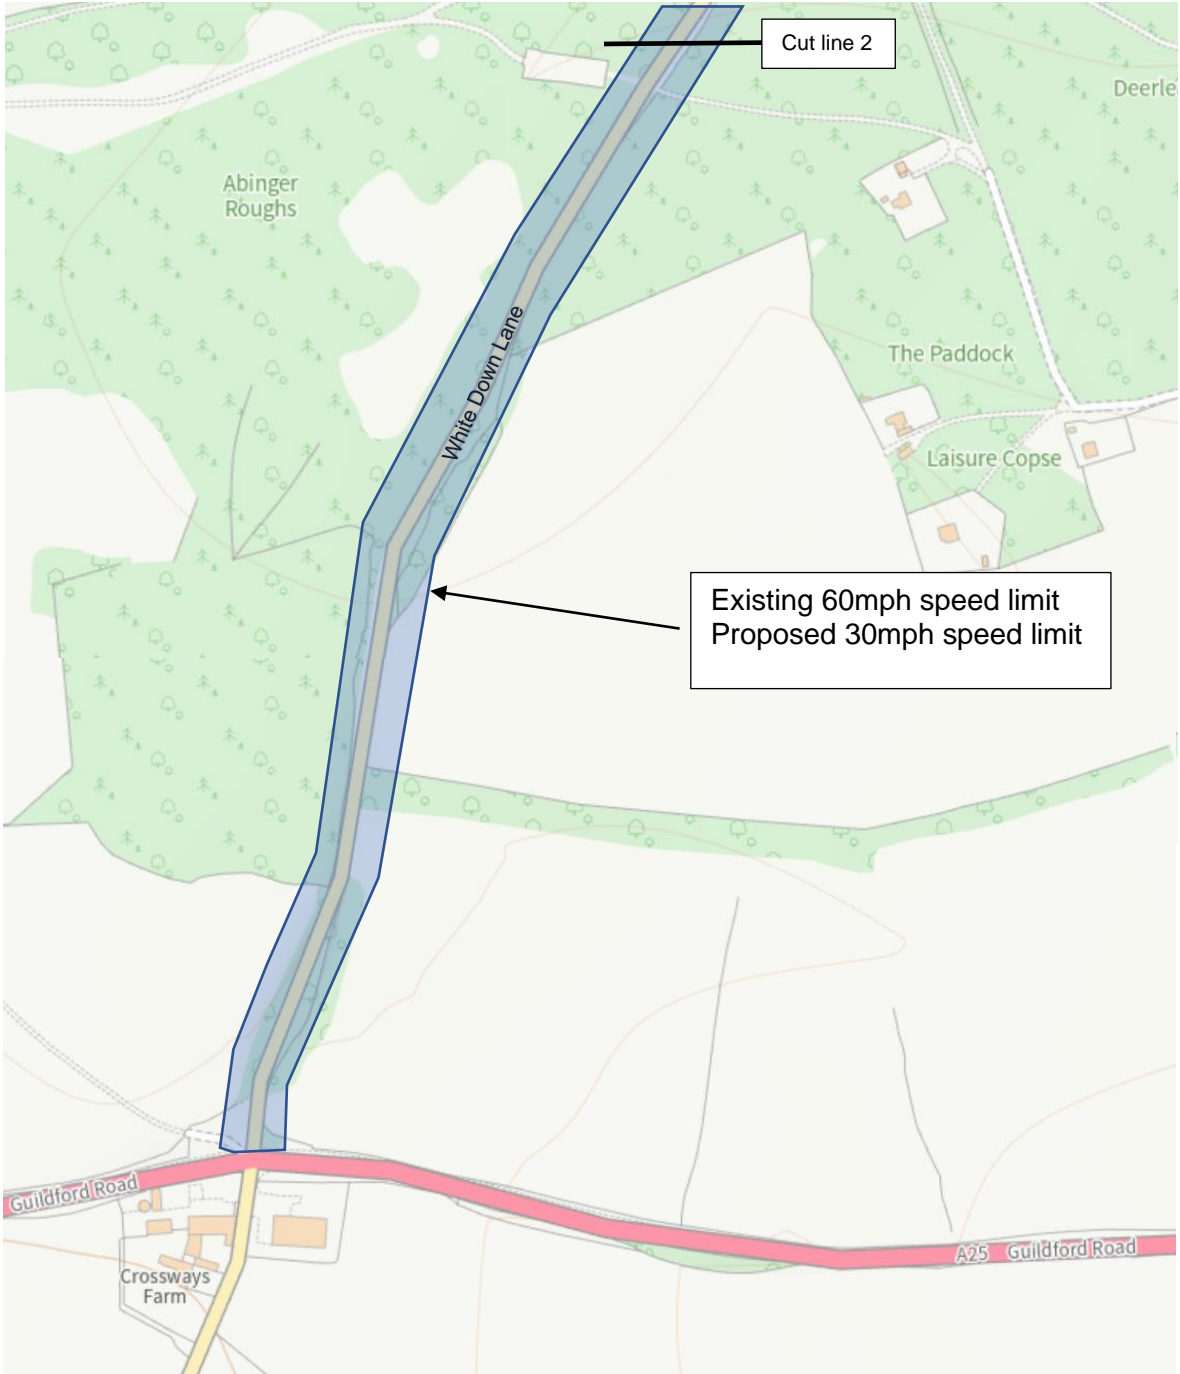 Cut line 2
Deerle
Abinger
Roughs
White Down Lane
The Paddock
Laisure Copse
Existing 60mph speed limit
Proposed 30mph speed limit
Guildford Road
A25 Guildford Road
Crossways
Farm